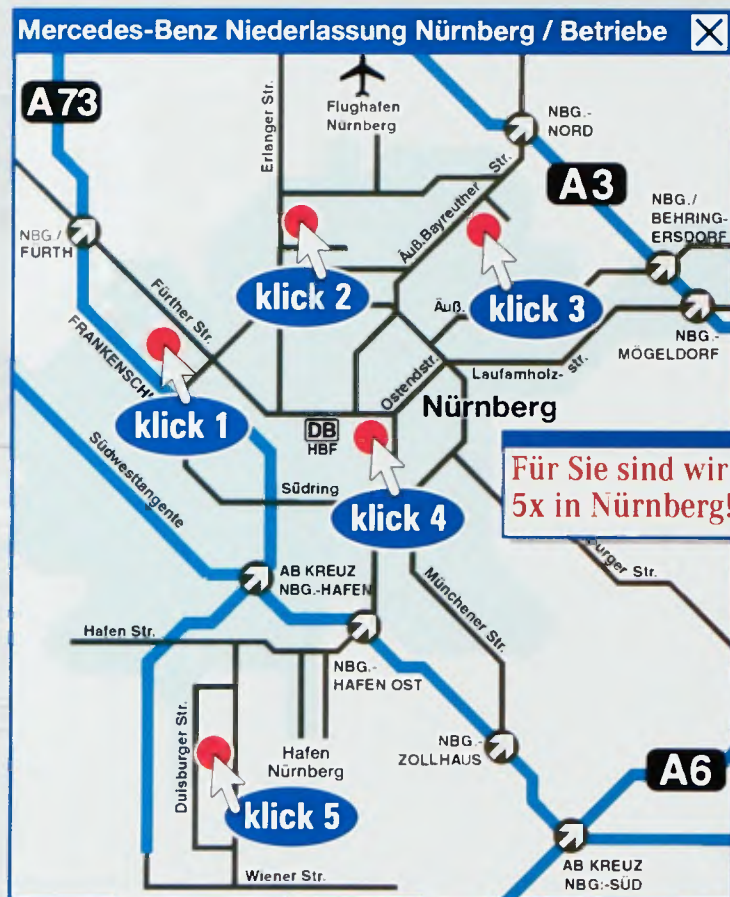 Mercedes-Benz Niederlassung Nürnberg / Betriebe
A73
Erlanger Str.
Flughafen
Nürnberg
NBG.-
NORD
A3
Äuß.Bayreuther Str.
NBG./
BEHRING-
ERSDORF
NBG./
FÜRTH
klick 2
klick 3
Fürther Str.
Äuß.
NBG.-
MÖGELDORF
FRANKENSCH
Laufamholz-
str.
Ostendstr.
klick 1
Nürnberg
DB
HBF
Südwesttangente
Südring
klick 4
Für Sie sind wir
5x in Nürnberg!
burger Str.
AB KREUZ
NBG.-HAFEN
Münchener Str.
Hafen Str.
NBG.-
HAFEN OST
Duisburger Str.
Hafen
Nürnberg
NBG.-
ZOLLHAUS
A6
klick 5
Wiener Str.
AB KREUZ
NBG:-SÜD